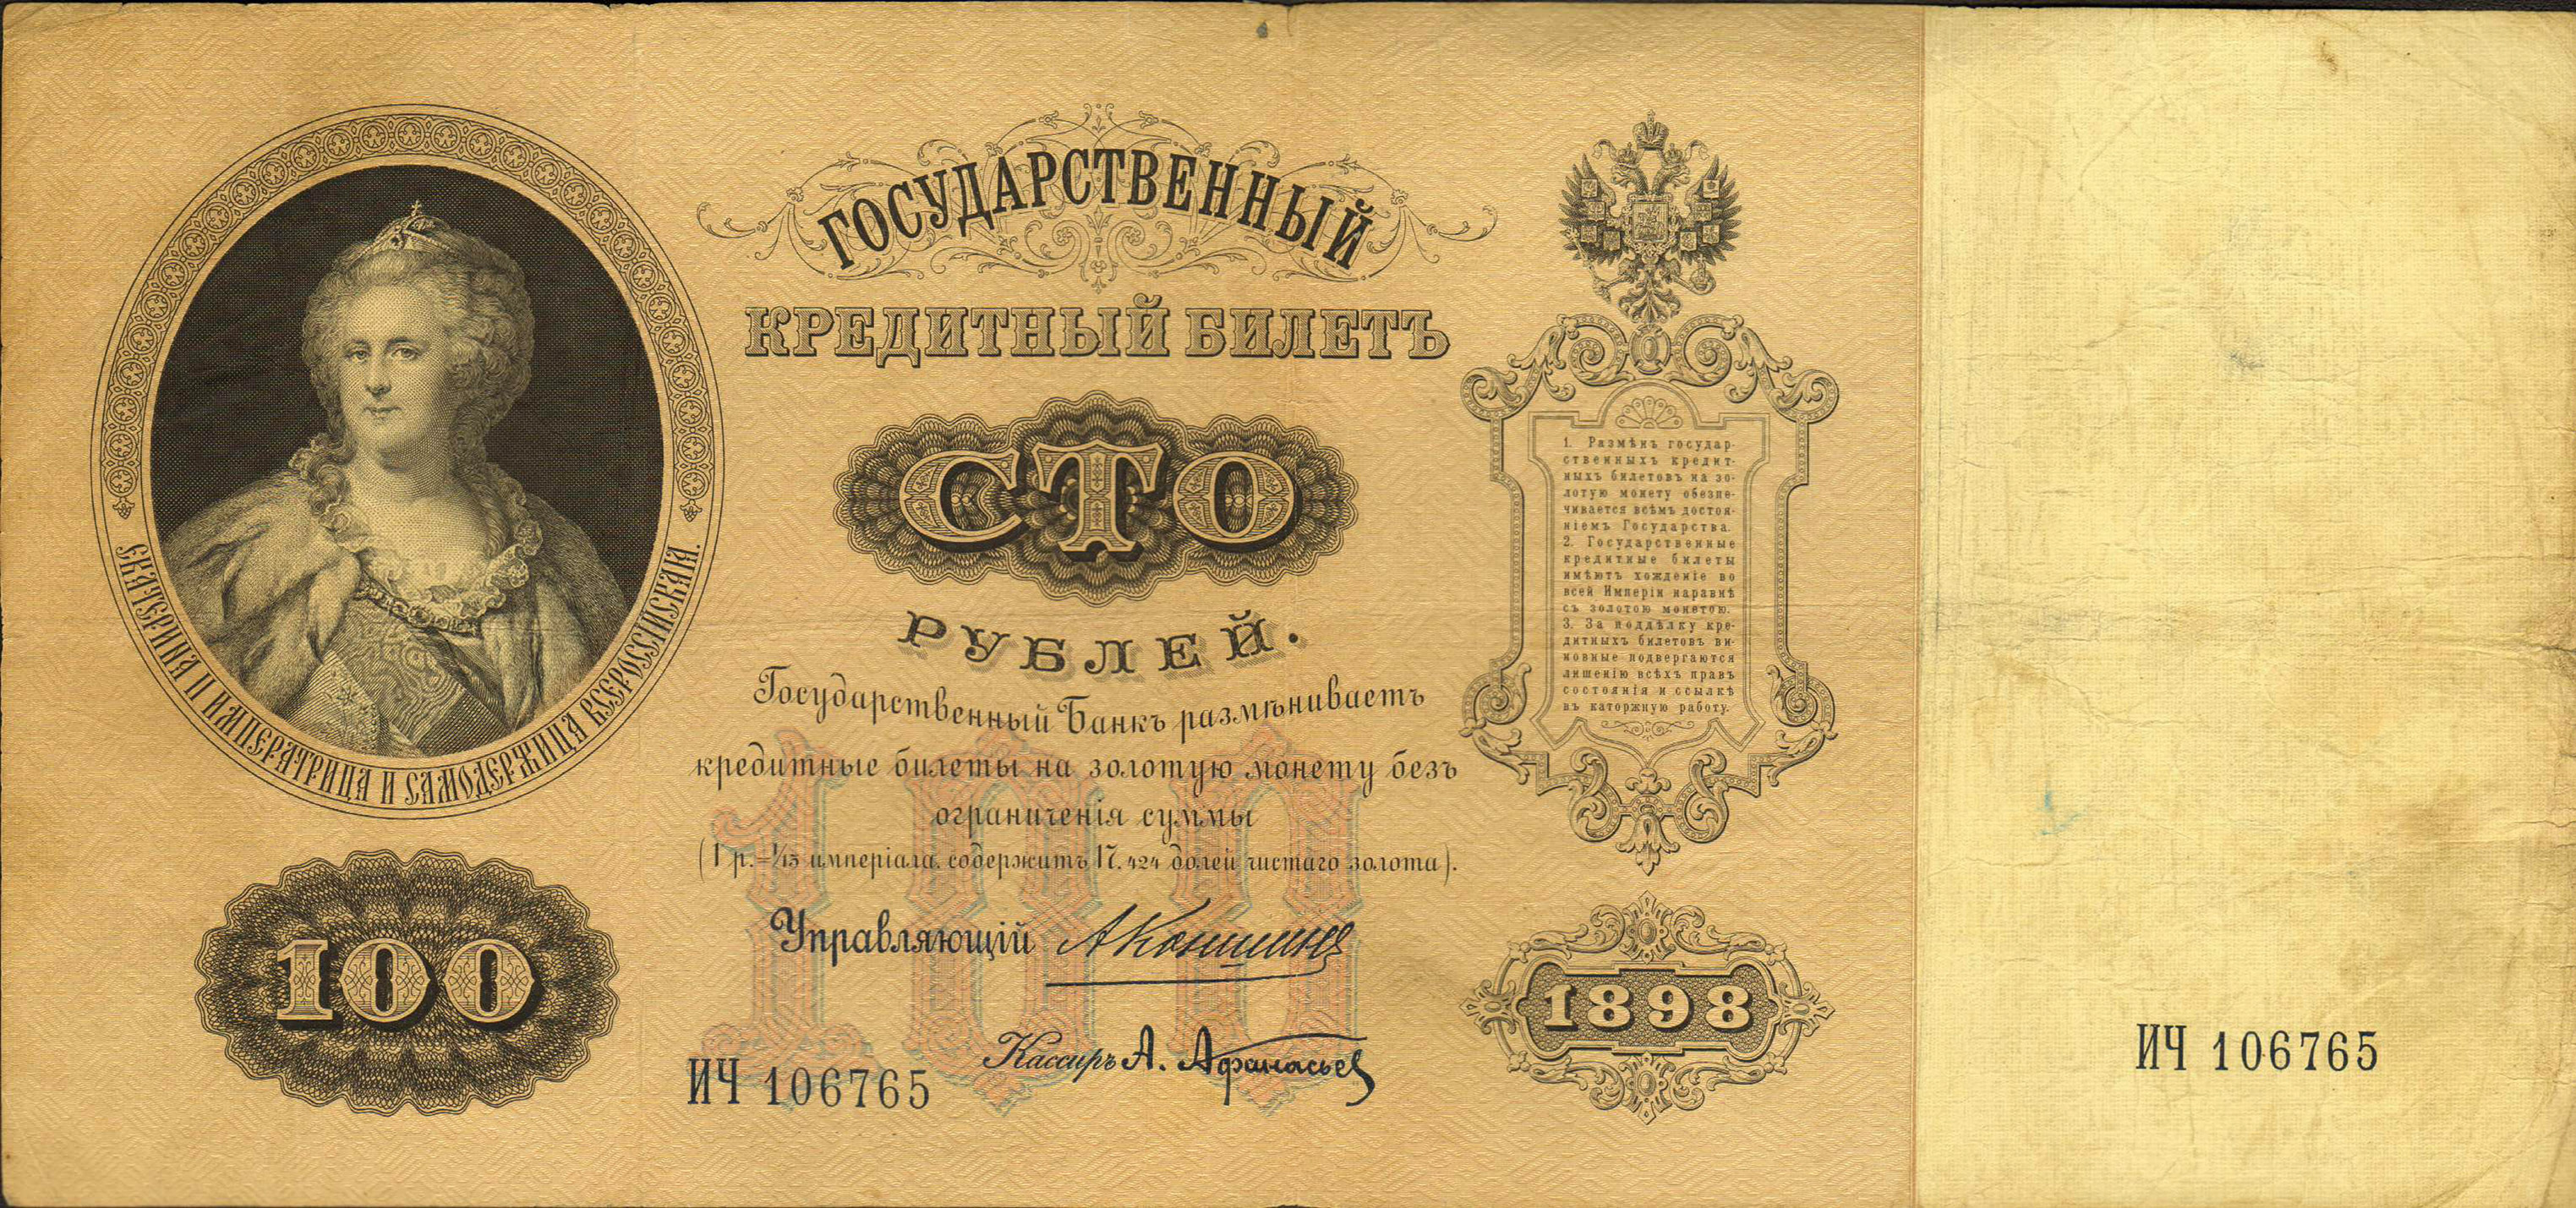 ГОСУДАРСТВЕННЫЙ
КРЕДИТНЫЙ БИЛЕТЪ
СТО
РУБЛЕЙ.
Государственный Банкъ размѣниваетъ
кредитные билеты на золотую монету безъ
ограниченія суммы
(1 р.=1/15 имперіала, содержитъ 17,424 долей чистаго золота).
Управляющій АКоншинъ
Кассиръ А. Афанасьев
ИЧ 106765
100
ЕКАТЕРИНА II ИМПЕРАТРИЦА И САМОДЕРЖИЦА ВСЕРОССІЙСКАЯ.
100
1. Размѣнъ государ-
ственныхъ кредит-
ныхъ билетовъ на зо-
лотую монету обезпе-
чивается всѣмъ достоя-
ніемъ Государства.
2. Государственные
кредитные билеты
имѣютъ хожденіе во
всей Имперіи наравнѣ
съ золотою монетою.
3. За поддѣлку кре-
дитныхъ билетовъ ви-
новные подвергаются
лишенію всѣхъ правъ
состоянія и ссылкѣ
въ каторжную работу.
1898
ИЧ 106765